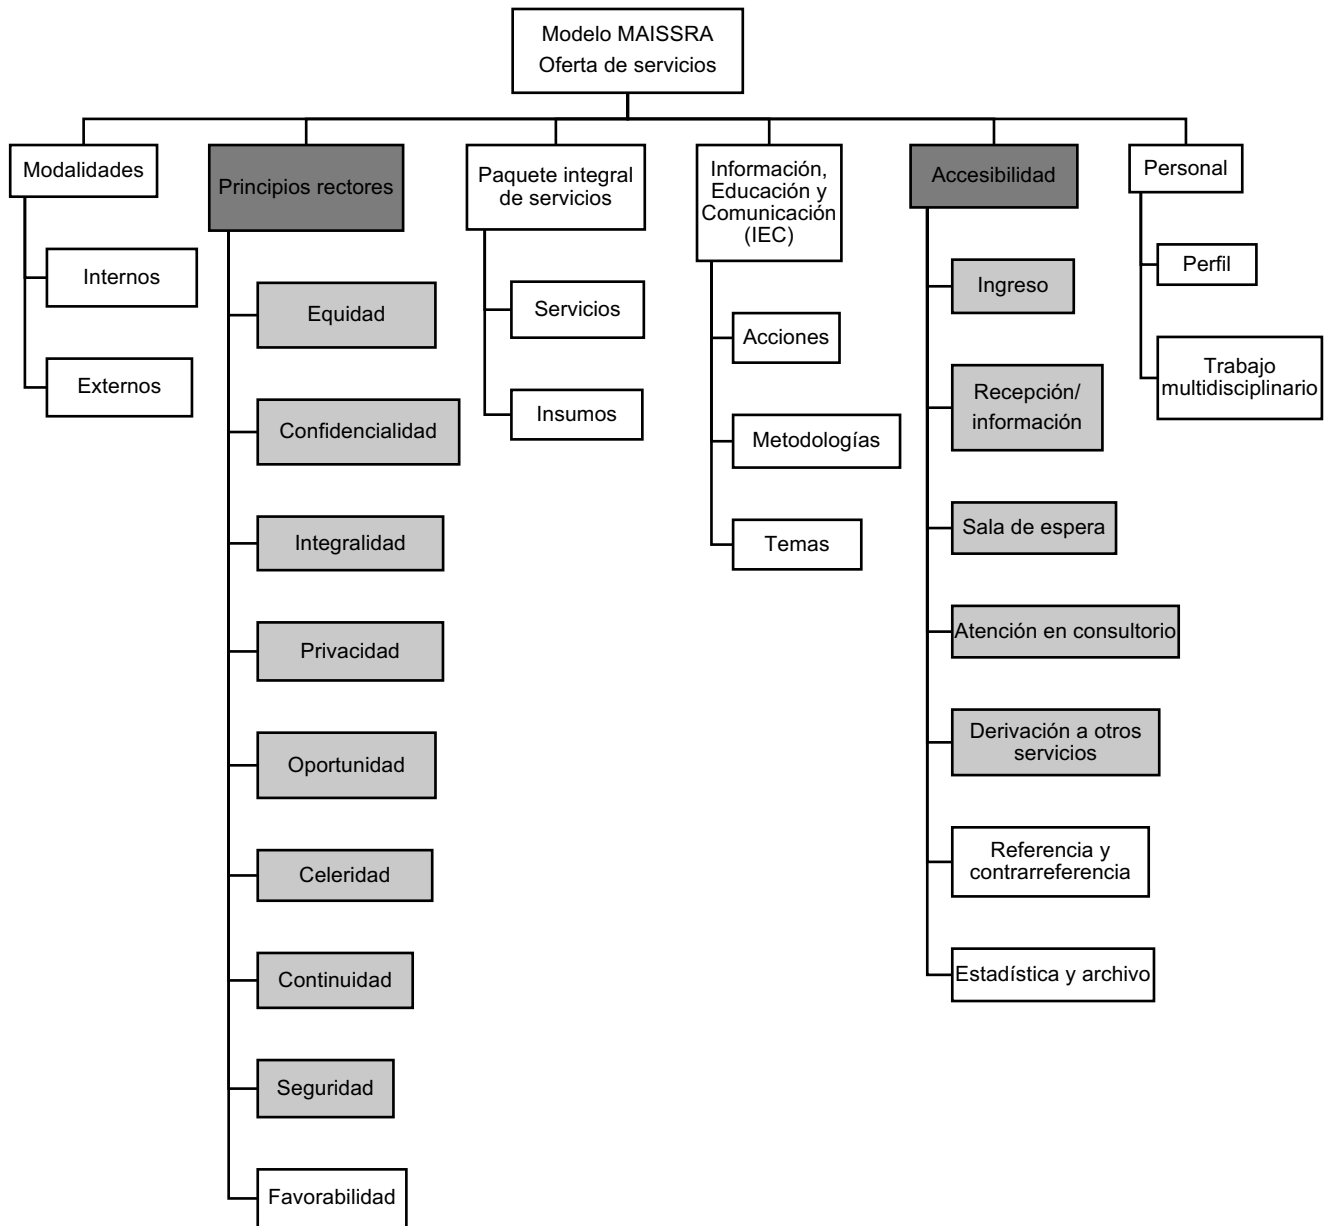 Modelo MAISSRA
Oferta de servicios
Modalidades
Internos
Externos
Principios rectores
Equidad
Confidencialidad
Integralidad
Privacidad
Oportunidad
Celeridad
Continuidad
Seguridad
Favorabilidad
Paquete integral
de servicios
Servicios
Insumos
Información,
Educación y
Comunicación
(IEC)
Acciones
Metodologías
Temas
Accesibilidad
Ingreso
Recepción/
información
Sala de espera
Atención en consultorio
Derivación a otros
servicios
Referencia y
contrarreferencia
Estadística y archivo
Personal
Perfil
Trabajo
multidisciplinario